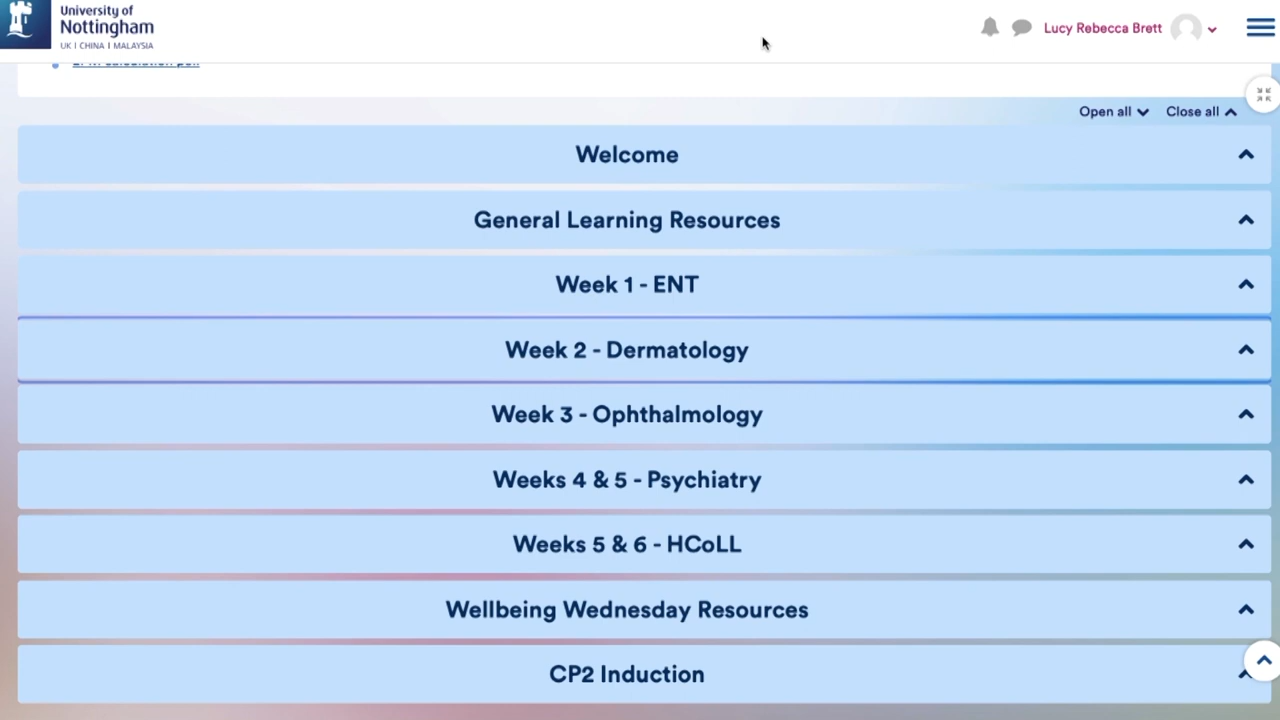 University of
Nottingham
UK | CHINA | MALAYSIA
Lucy Rebecca Brett
Open all
Close all
Welcome
General Learning Resources
Week 1 - ENT
Week 2 - Dermatology
Week 3 - Ophthalmology
Weeks 4 & 5 - Psychiatry
Weeks 5 & 6 - HCoLL
Wellbeing Wednesday Resources
CP2 Induction